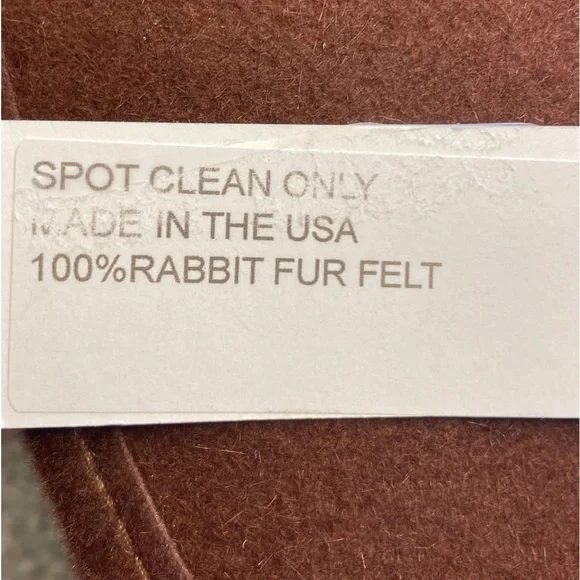 SPOT CLEAN ONLY
MADE IN THE USA
100%RABBIT FUR FELT